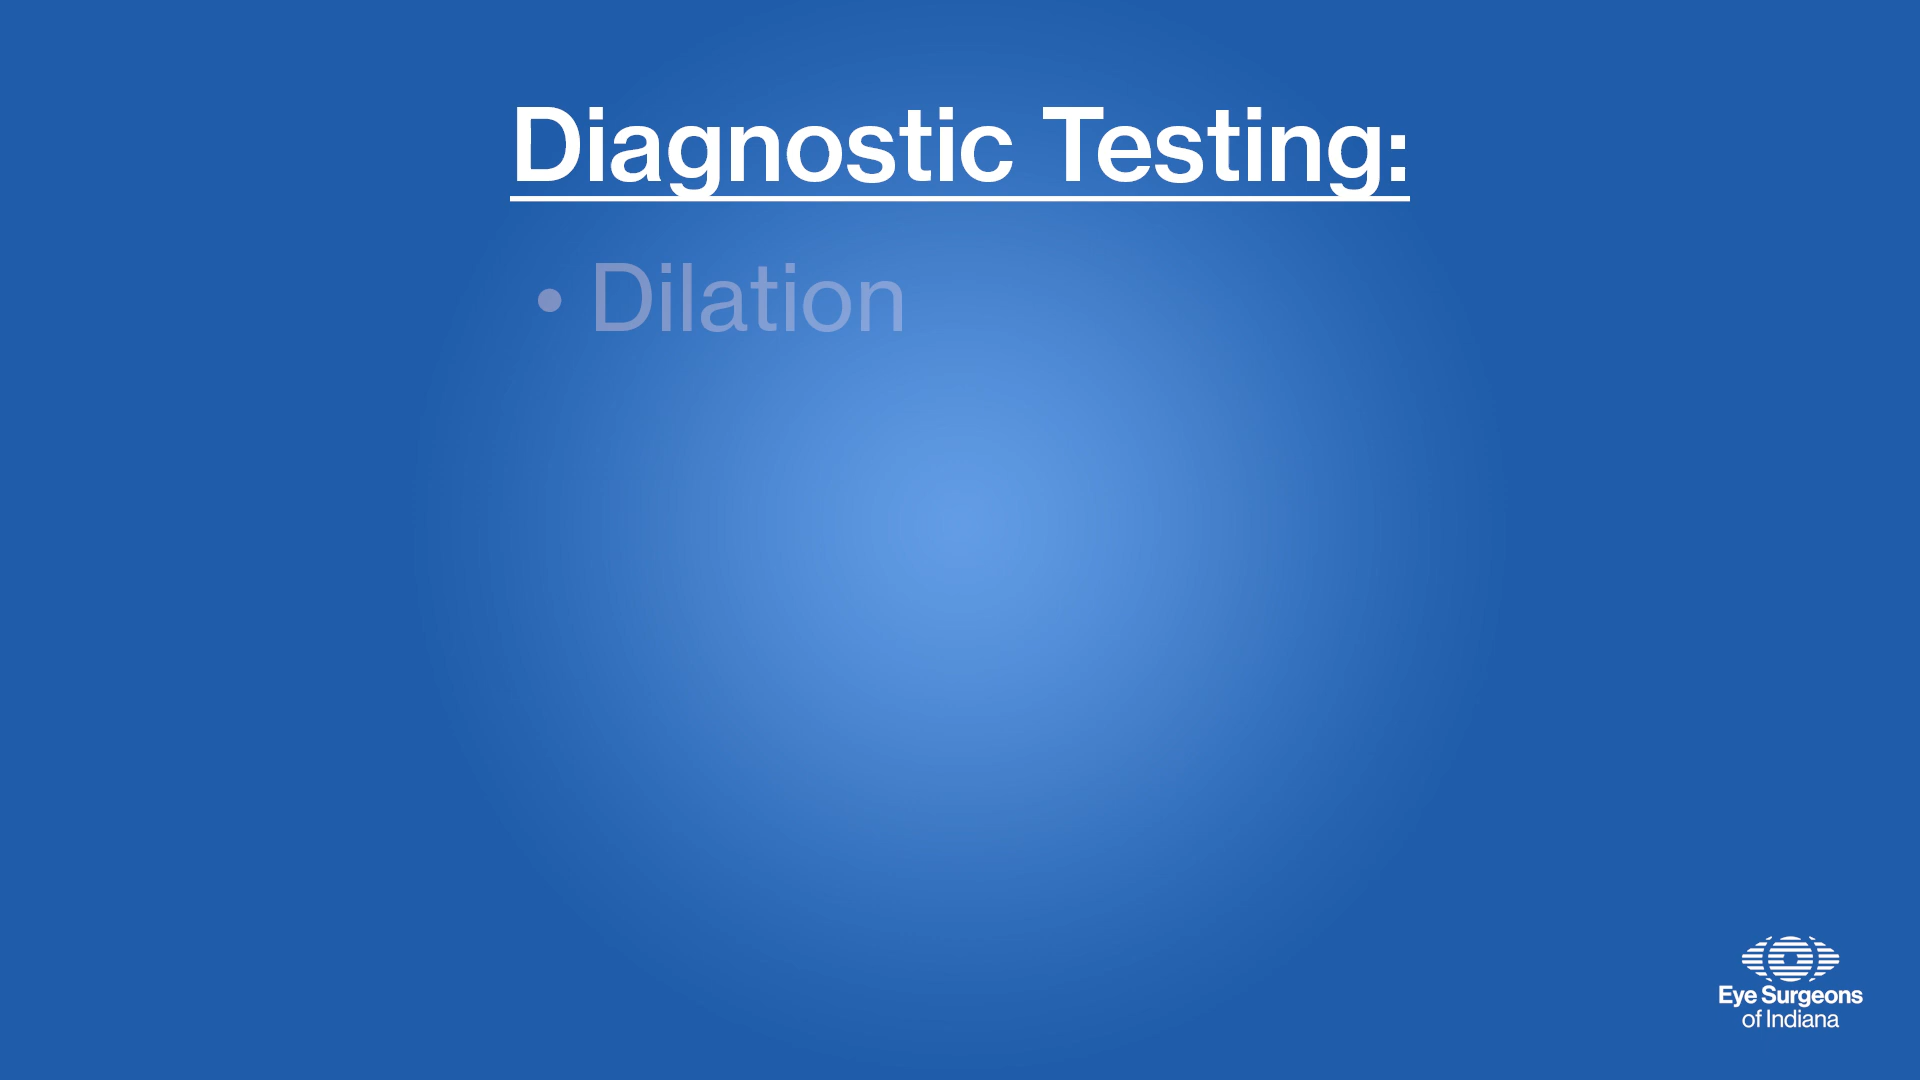 Diagnostic Testing:
• Dilation
Eye Surgeons
of Indiana